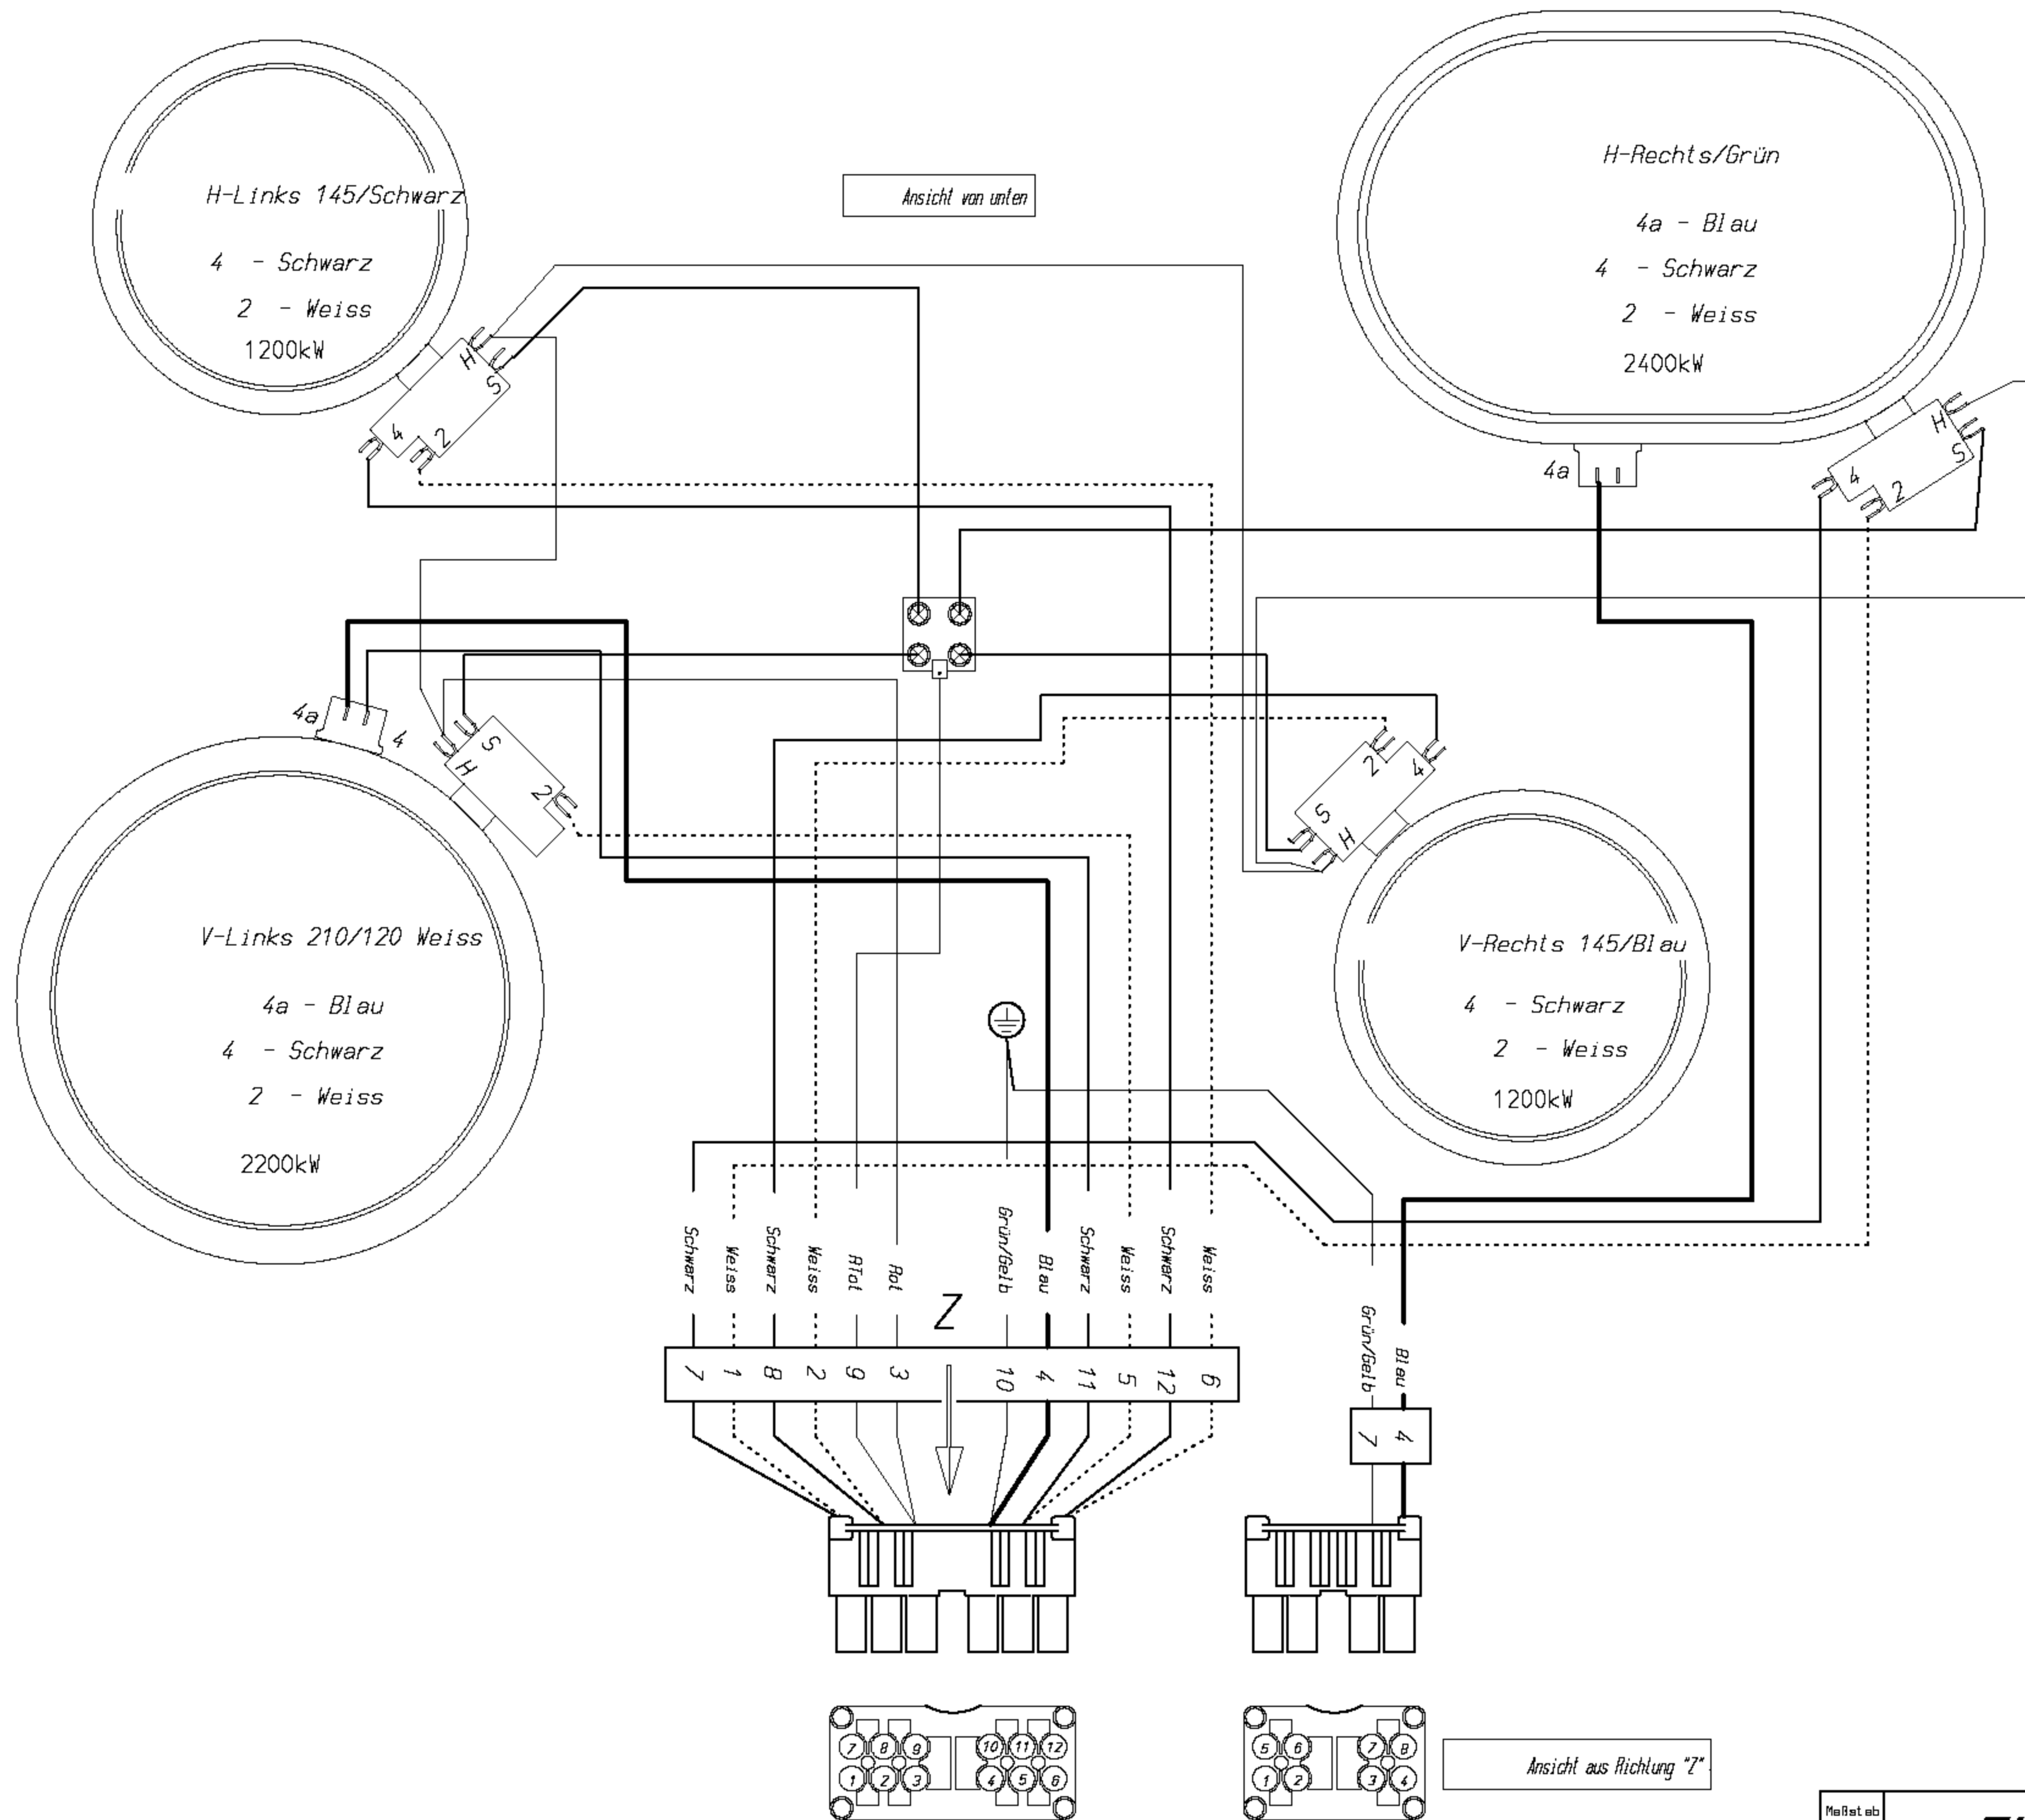 H-Links 145/Schwarz
4 - Schwarz
2 - Weiss
1200kW
H
S
4
2
Ansicht von unten
H-Rechts/Grün
4a - Blau
4 - Schwarz
2 - Weiss
2400kW
4a
H
S
4
2
4a
4
S
H
2
V-Links 210/120 Weiss
4a - Blau
4 - Schwarz
2 - Weiss
2200kW
2
4
S
H
V-Rechts 145/Blau
4 - Schwarz
2 - Weiss
1200kW
Schwarz
Weiss
Schwarz
Weiss
Rot
Grün/Gelb
Blau
Schwarz
Weiss
Schwarz
Weiss
Z
7 1 8 2 9 3 10 4 11 5 12 6
Grün/Gelb
Blau
7 4
7 8 9 10 11 12
1 2 3 4 5 6
5 6 7 8
1 2 3 4
Ansicht aus Richtung "Z"
Maßstab